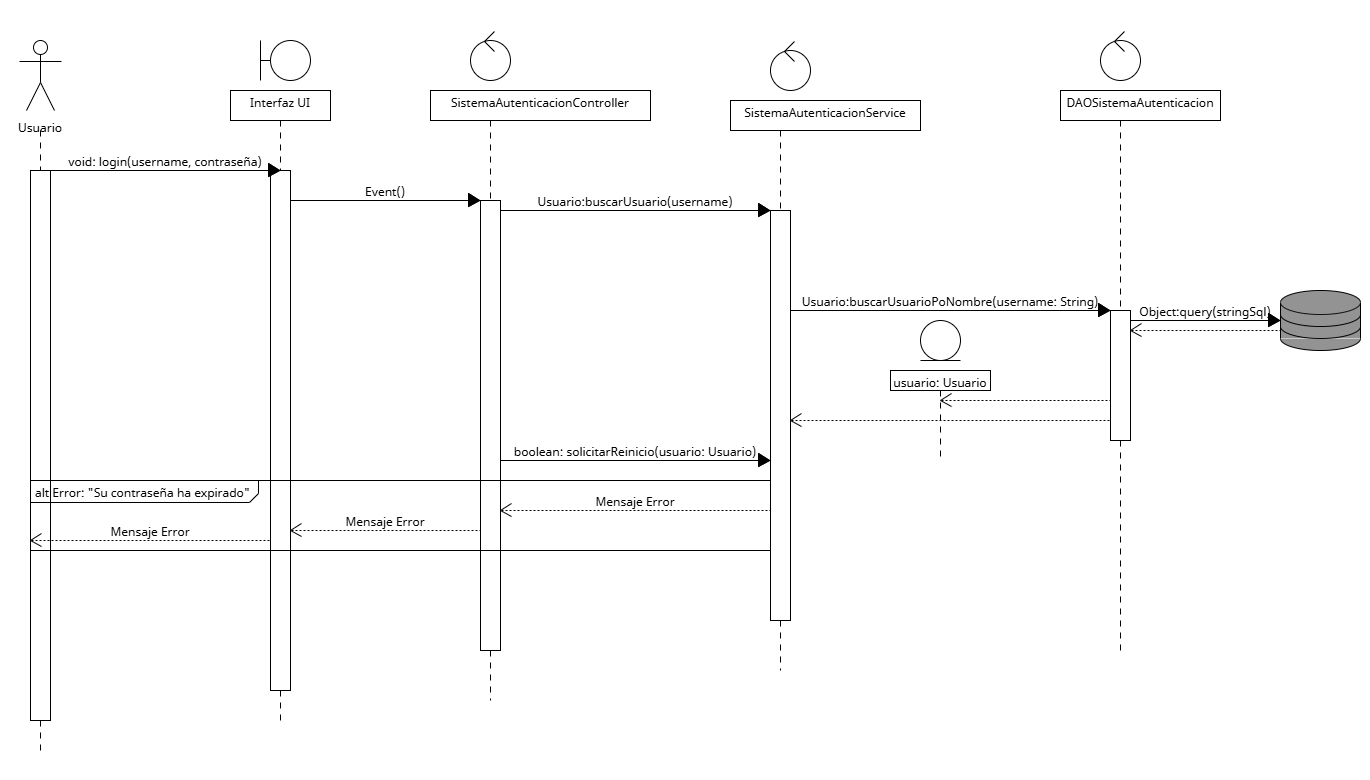 Usuario
Interfaz UI
SistemaAutenticacionController
SistemaAutenticacionService
DAOSistemaAutenticacion
void: login(username, contraseña)
Event()
Usuario:buscarUsuario(username)
Usuario:buscarUsuarioPoNombre(username: String)
Object:query(stringSql)
usuario: Usuario
boolean: solicitarReinicio(usuario: Usuario)
alt Error: "Su contraseña ha expirado"
Mensaje Error
Mensaje Error
Mensaje Error